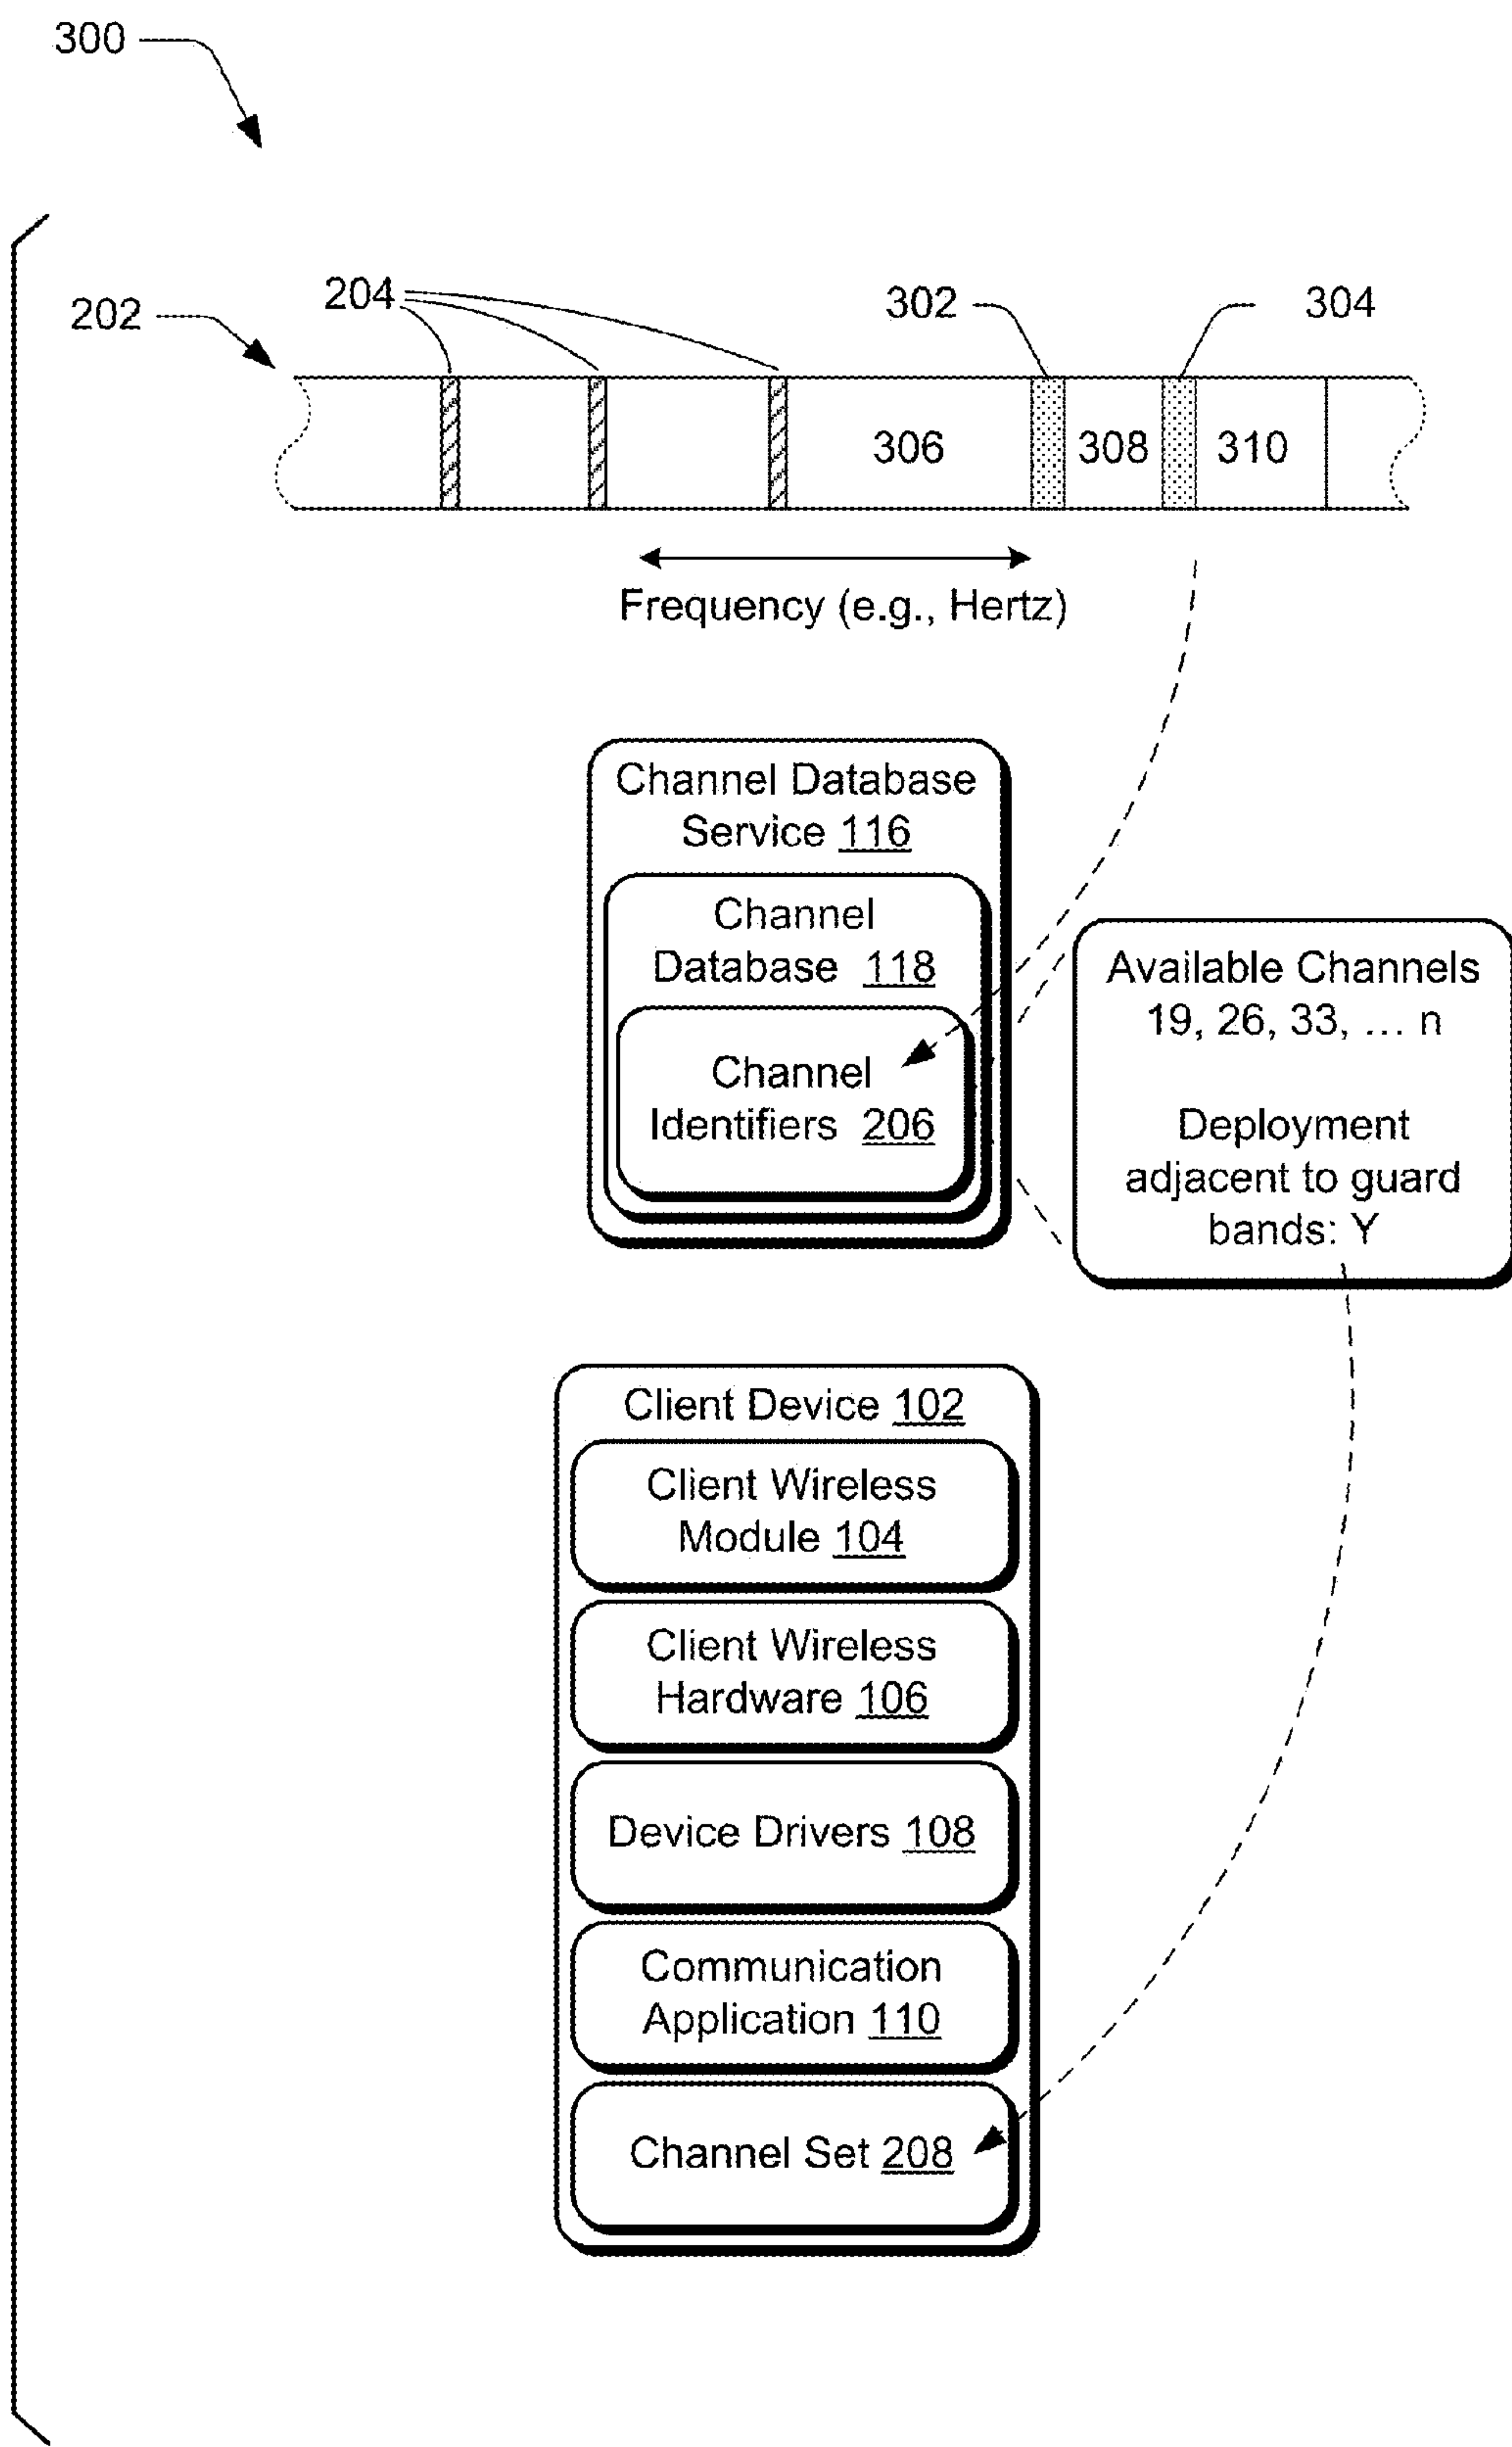 300
202
204
302
304
306
308
310
Frequency (e.g., Hertz)
Channel Database
Service 116
Channel
Database 118
Channel
Identifiers 206
Available Channels
19, 26, 33, ... n
Deployment
adjacent to guard
bands: Y
Client Device 102
Client Wireless
Module 104
Client Wireless
Hardware 106
Device Drivers 108
Communication
Application 110
Channel Set 208